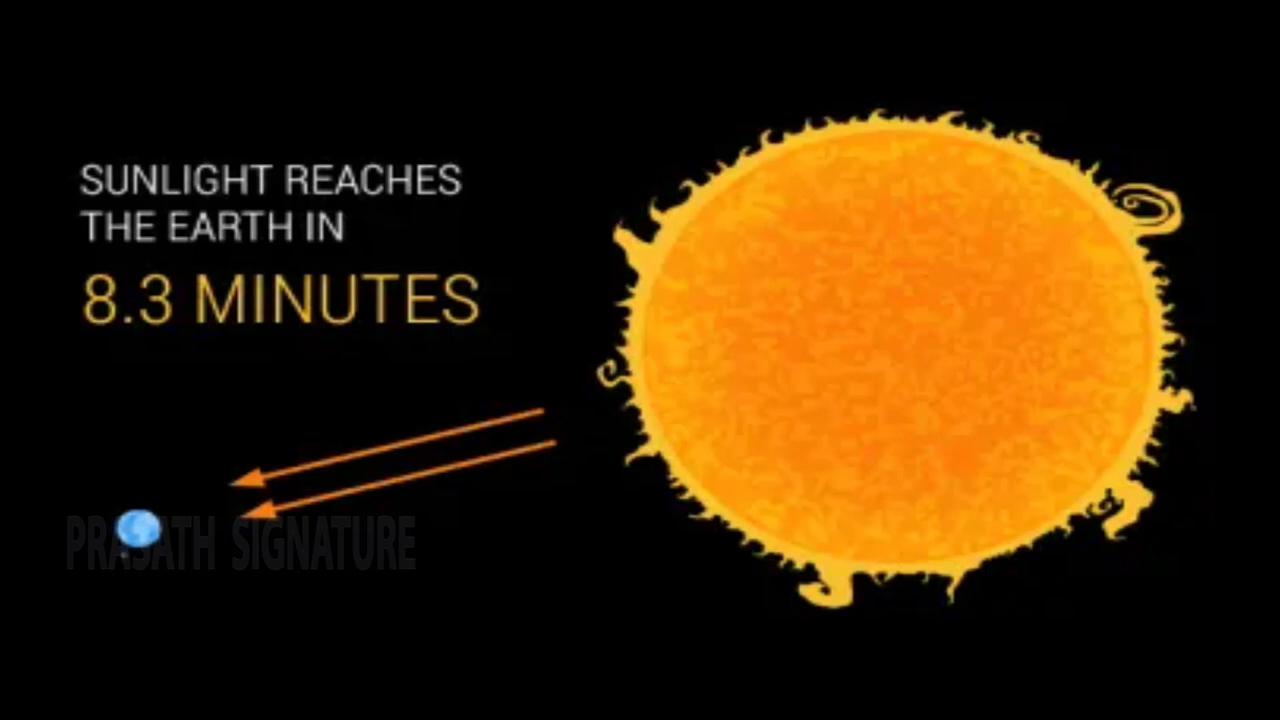 SUNLIGHT REACHES
THE EARTH IN
8.3 MINUTES
PRASATH SIGNATURE